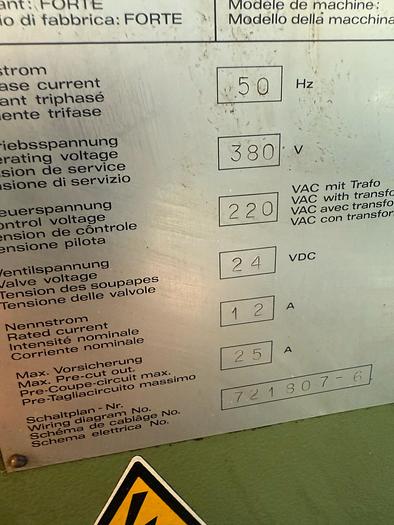 ant: FORTE
io di fabbrica: FORTE
Modele de machine:
Modello della macchina
strom
ase current
ant triphasé
ente trifase
50 Hz
riebsspannung
erating voltage
sion de service
nsione di servizio
380 V
euerspannung
ontrol voltage
ension de côntrole
ensione pilota
220
VAC mit Trafo
VAC with transfo
VAC avec transfo
VAC con transfor
Ventilspannung
Valve voltage
Tension des soupapes
Tensione delle valvole
24 VDC
Nennstrom
Rated current
Intensité nominale
Corriente nominale
12 A
Max. Vorsicherung
Max. Pre-cut out.
Pre-Coupe-circuit max.
Pre-Tagliacircuito massimo
25 A
Schaltplan-Nr.
Wiring diagram No.
Schéma de cablâge No.
Schema elettrica No.
721807-6